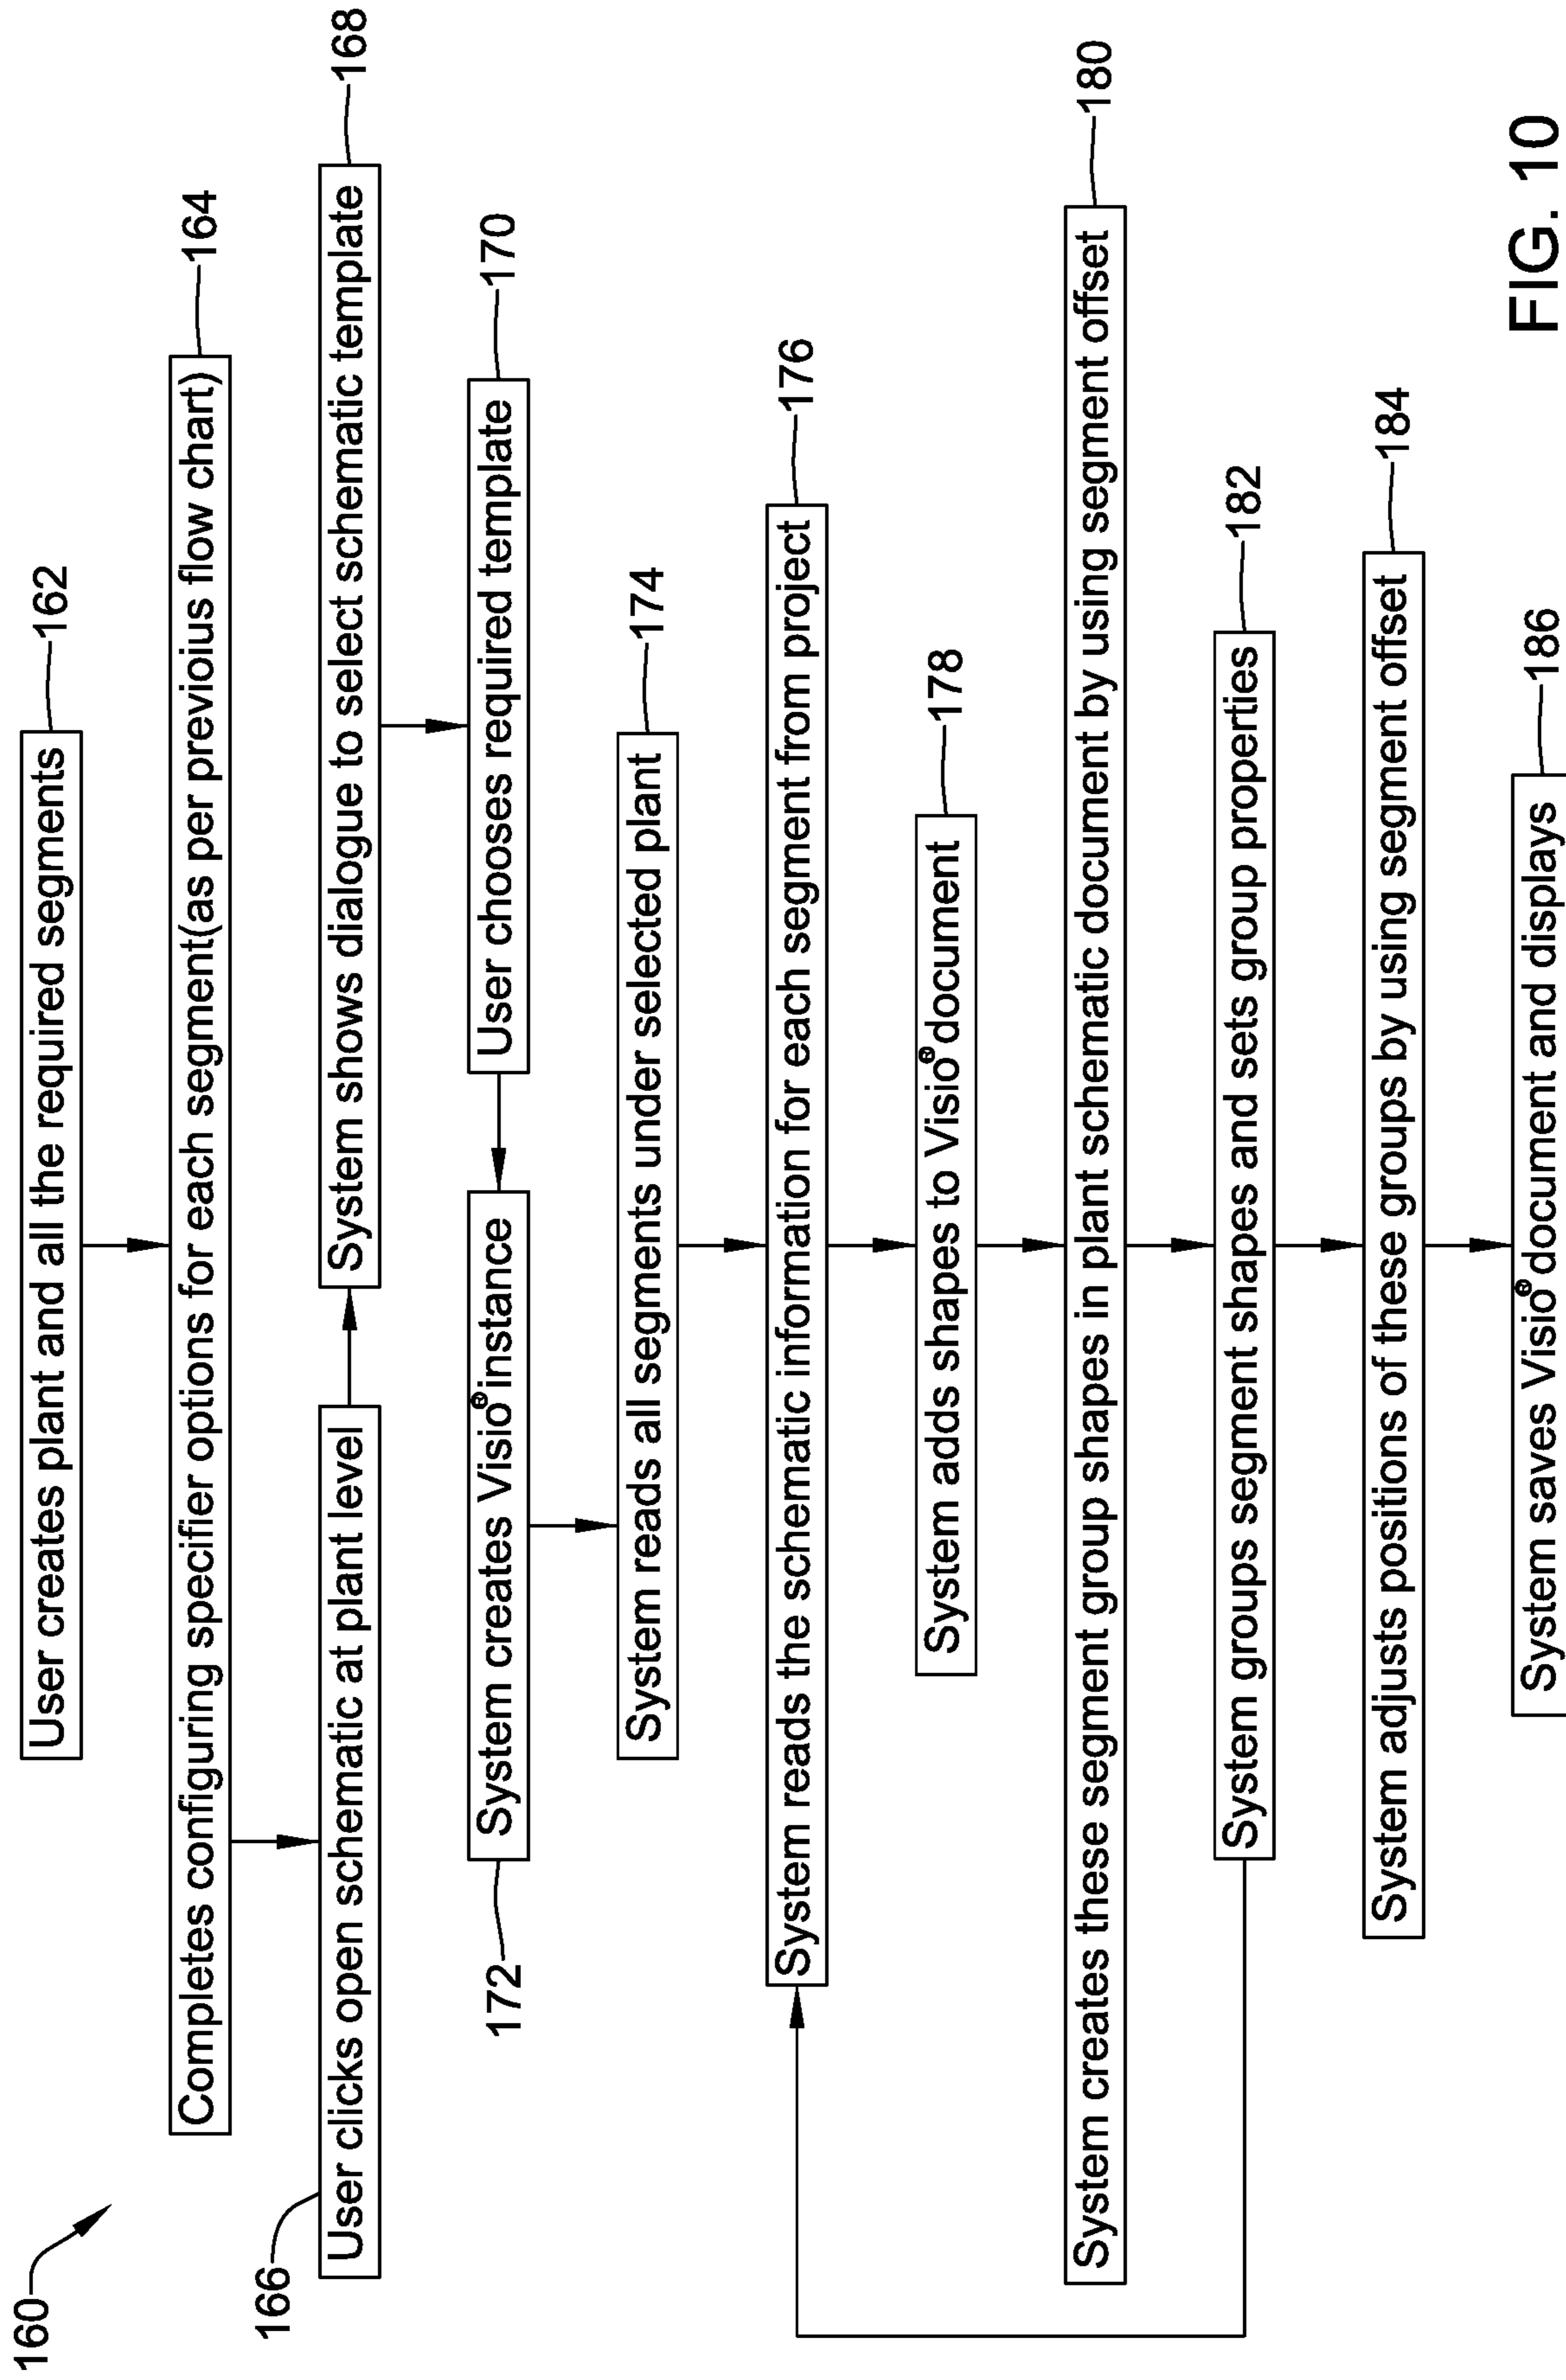 160
User creates plant and all the required segments
162
Completes configuring specifier options for each segment(as per previoius flow chart)
164
166
User clicks open schematic at plant level
System shows dialogue to select schematic template
168
User chooses required template
170
System creates Visio® instance
172
System reads all segments under selected plant
174
System reads the schematic information for each segment from project
176
System adds shapes to Visio® document
178
System creates these segment group shapes in plant schematic document by using segment offset
180
System groups segment shapes and sets group properties
182
System adjusts positions of these groups by using segment offset
184
System saves Visio® document and displays
186
FIG. 10